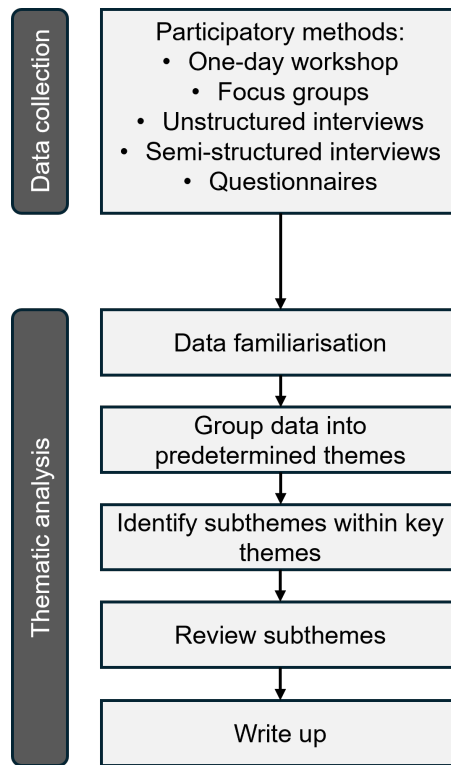 Data collection
Participatory methods:
• One-day workshop
• Focus groups
• Unstructured interviews
• Semi-structured interviews
• Questionnaires
Thematic analysis
Data familiarisation
Group data into
predetermined themes
Identify subthemes within key
themes
Review subthemes
Write up